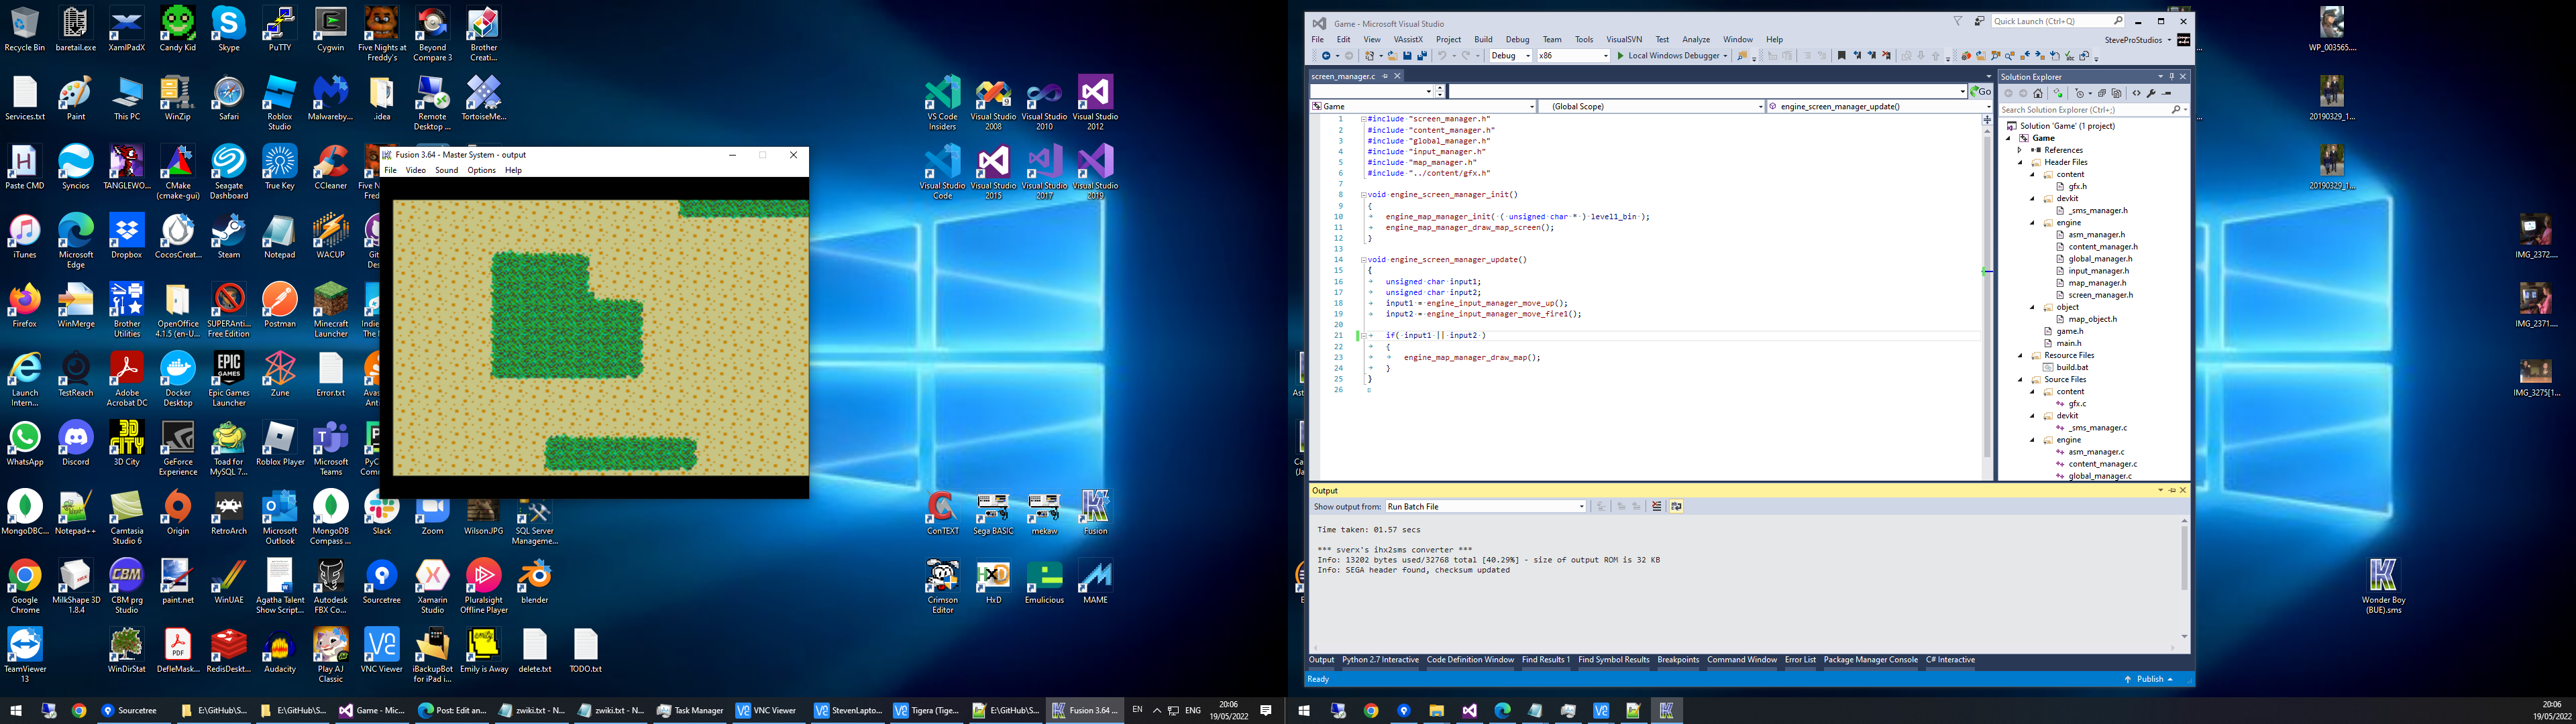 Recycle Bin
baretail.exe
XamlPadX
Candy Kid
Skype
PuTTY
Cygwin
Five Nights at
Freddy's
Beyond
Compare 3
Brother
Creati...
Services.txt
Paint
This PC
WinZip
Safari
Roblox
Studio
Malwareby...
.idea
Remote
Desktop ...
TortoiseMe...
Paste CMD
Syncios
TANGLEWO...
CMake
(cmake-gui)
Seagate
Dashboard
True Key
CCleaner
iTunes
Microsoft
Edge
Dropbox
CocosCreat...
Steam
Notepad
WACUP
Firefox
WinMerge
Brother
Utilities
OpenOffice
4.1.5 (en-U...
SUPERAnti...
Free Edition
Postman
Minecraft
Launcher
Launch
Intern...
TestReach
Adobe
Acrobat DC
Docker
Desktop
Epic Games
Launcher
Zune
Error.txt
WhatsApp
Discord
3D City
GeForce
Experience
Toad for
MySQL 7...
Roblox Player
Microsoft
Teams
MongoDBC...
Notepad++
Camtasia
Studio 6
Origin
RetroArch
Microsoft
Outlook
MongoDB
Compass ...
Slack
Zoom
Wilson.JPG
SQL Server
Manageme...
Google
Chrome
MilkShape 3D
1.8.4
CBM prg
Studio
paint.net
WinUAE
Agatha Talent
Show Script...
Autodesk
FBX Co...
Sourcetree
Xamarin
Studio
Pluralsight
Offline Player
blender
TeamViewer
13
WinDirStat
DefleMask...
RedisDeskt...
Audacity
Play AJ
Classic
VNC Viewer
iBackupBot
for iPad i...
Emily is Away
delete.txt
TODO.txt
VS Code
Insiders
Visual Studio
2008
Visual Studio
2010
Visual Studio
2012
Visual Studio
Code
Visual Studio
2015
Visual Studio
2017
Visual Studio
2019
ConTEXT
Sega BASIC
mekaw
Fusion
Crimson
Editor
HxD
Emulicious
MAME
Fusion 3.64 - Master System - output
File Video Sound Options Help
Game - Microsoft Visual Studio
Quick Launch (Ctrl+Q)
File Edit View VAssistX Project Build Debug Team Tools VisualSVN Test Analyze Window Help
SteveProStudios
Debug x86 Local Windows Debugger
screen_manager.c
Go
Game (Global Scope) engine_screen_manager_update()
1 #include "screen_manager.h"
2 #include "content_manager.h"
3 #include "global_manager.h"
4 #include "input_manager.h"
5 #include "map_manager.h"
6 #include "../content/gfx.h"
7
8 void engine_screen_manager_init()
9 {
10 engine_map_manager_init( ( unsigned char * ) level1_bin );
11 engine_map_manager_draw_map_screen();
12 }
13
14 void engine_screen_manager_update()
15 {
16 unsigned char input1;
17 unsigned char input2;
18 input1 = engine_input_manager_move_up();
19 input2 = engine_input_manager_move_fire1();
20
21 if( input1 || input2 )
22 {
23 engine_map_manager_draw_map();
24 }
25 }
26
Solution Explorer
Search Solution Explorer (Ctrl+;)
Solution 'Game' (1 project)
Game
References
Header Files
content
gfx.h
devkit
_sms_manager.h
engine
asm_manager.h
content_manager.h
global_manager.h
input_manager.h
map_manager.h
screen_manager.h
object
map_object.h
game.h
main.h
Resource Files
build.bat
Source Files
content
gfx.c
devkit
_sms_manager.c
engine
asm_manager.c
content_manager.c
global_manager.c
Output
Show output from: Run Batch File
Time taken: 01.57 secs
*** sverx's ihx2sms converter ***
Info: 13202 bytes used/32768 total [40.29%] - size of output ROM is 32 KB
Info: SEGA header found, checksum updated
Output Python 2.7 Interactive Code Definition Window Find Results 1 Find Symbol Results Breakpoints Command Window Error List Package Manager Console C# Interactive
Ready
Publish
WP_003565....
20190329_1...
20190329_1...
IMG_2372....
IMG_2371....
IMG_3275[1...
Wonder Boy
(BUE).sms
Sourcetree
E:\GitHub\S...
E:\GitHub\S...
Game - Mic...
Post: Edit an...
zwiki.txt - N...
zwiki.txt - N...
Task Manager
VNC Viewer
StevenLapto...
Tigera (Tige...
E:\GitHub\S...
Fusion 3.64 ...
EN
ENG
20:06
19/05/2022
20:06
19/05/2022